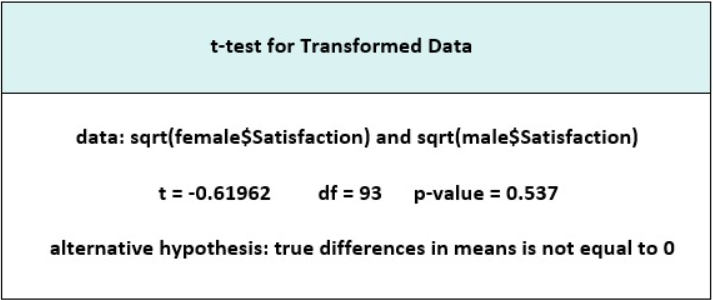 t-test for Transformed Data
data: sqrt(female$Satisfaction) and sqrt(male$Satisfaction)
t = -0.61962 df = 93 p-value = 0.537
alternative hypothesis: true differences in means is not equal to 0